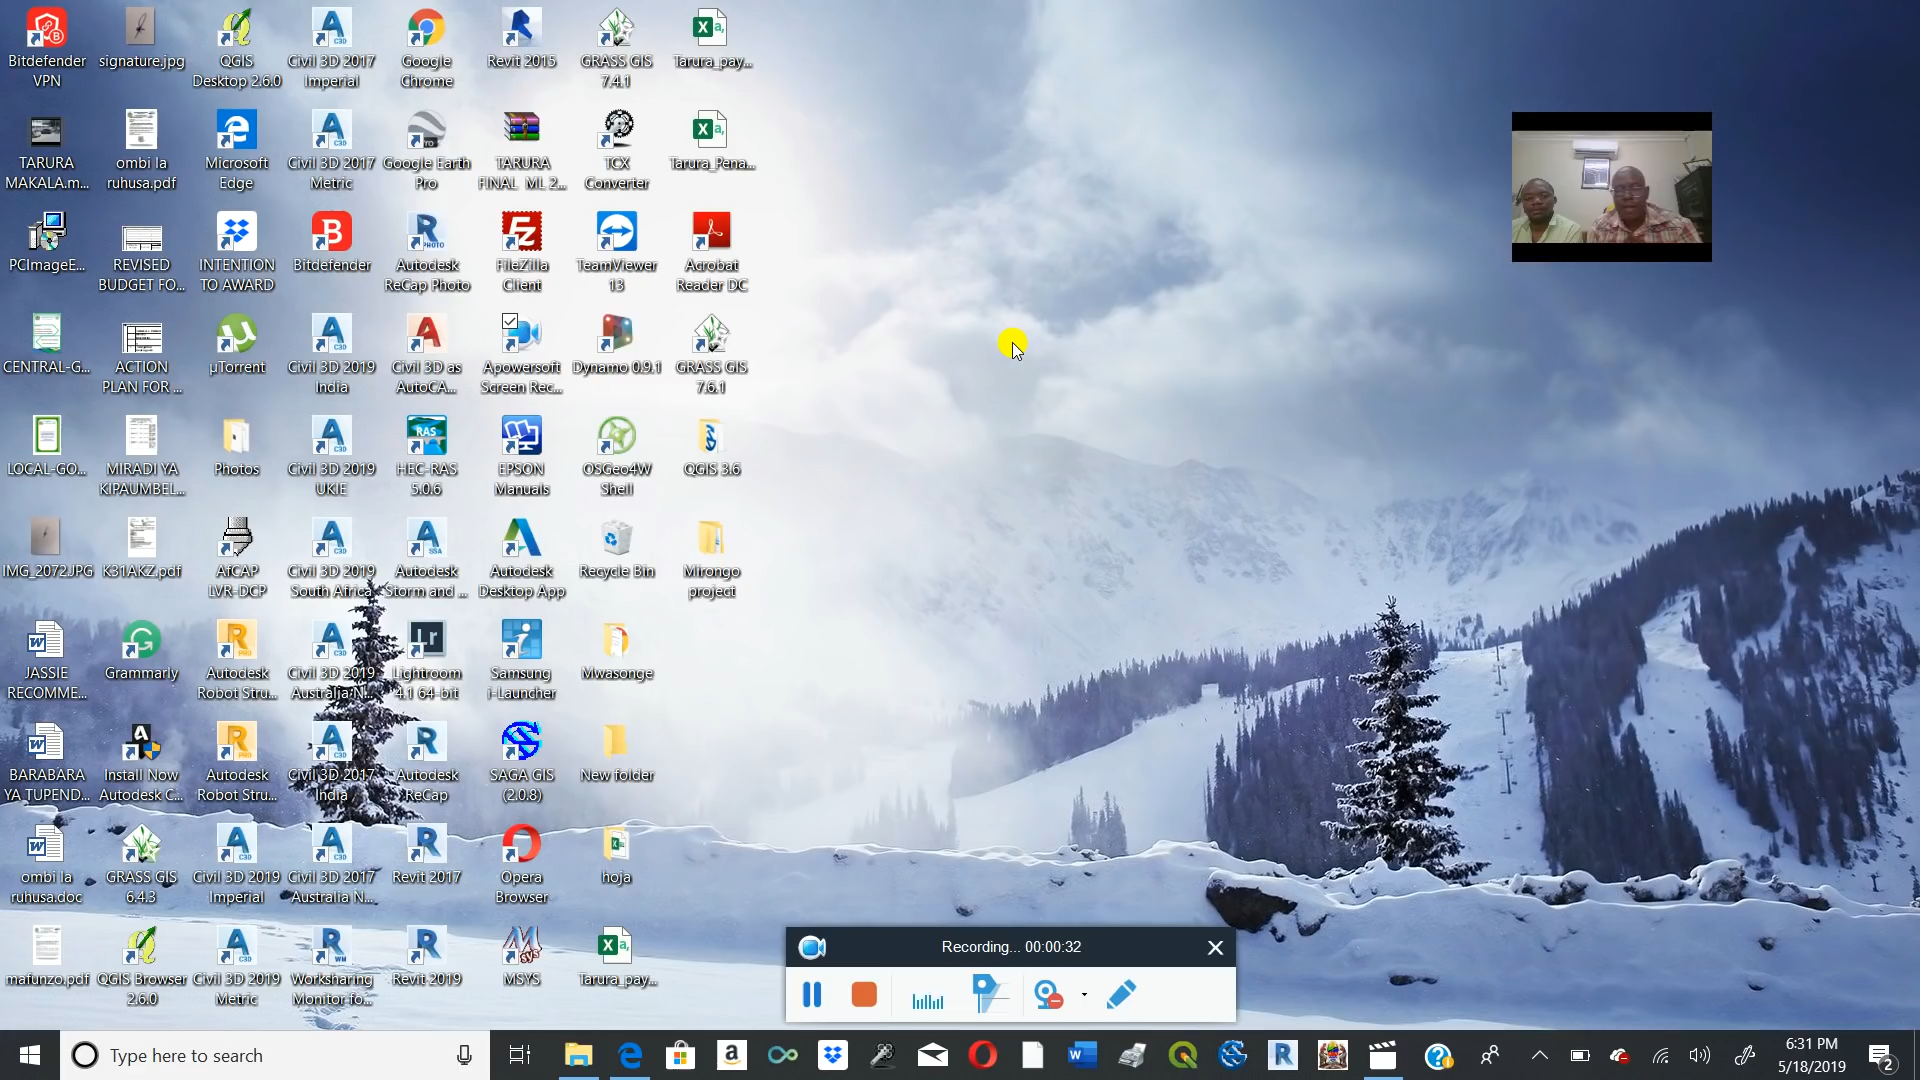 Bitdefender
VPN
signature.jpg
QGIS
Desktop 2.6.0
Civil 3D 2017
Imperial
Google
Chrome
Revit 2015
GRASS GIS
7.4.1
Tarura_pay...
TARURA
MAKALA.m...
ombi la
ruhusa.pdf
Microsoft
Edge
Civil 3D 2017
Metric
Google Earth
Pro
TARURA
FINAL ML 2...
TCX
Converter
Tarura_Pena...
PCImageE...
REVISED
BUDGET FO...
INTENTION
TO AWARD
Bitdefender
Autodesk
ReCap Photo
FileZilla
Client
TeamViewer
13
Acrobat
Reader DC
CENTRAL-G...
ACTION
PLAN FOR ...
µTorrent
Civil 3D 2019
India
Civil 3D as
AutoCA...
Apowersoft
Screen Rec...
Dynamo 0.9.1
GRASS GIS
7.6.1
LOCAL-GO...
MIRADI YA
KIPAUMBEL...
Photos
Civil 3D 2019
UKIE
HEC-RAS
5.0.6
EPSON
Manuals
OSGeo4W
Shell
QGIS 3.6
IMG_2072.JPG
K31AKZ.pdf
AfCAP
LVR-DCP
Civil 3D 2019
South Africa
Autodesk
Storm and ...
Autodesk
Desktop App
Recycle Bin
Mirongo
project
JASSIE
RECOMME...
Grammarly
Autodesk
Robot Stru...
Civil 3D 2019
Australia N...
Lightroom
4.1 64-bit
Samsung
i-Launcher
Mwasonge
BARABARA
YA TUPEND...
Install Now
Autodesk C...
Autodesk
Robot Stru...
Civil 3D 2017
India
Autodesk
ReCap
SAGA GIS
(2.0.8)
New folder
ombi la
ruhusa.doc
GRASS GIS
6.4.3
Civil 3D 2019
Imperial
Civil 3D 2017
Australia N...
Revit 2017
Opera
Browser
hoja
mafunzo.pdf
QGIS Browser
2.6.0
Civil 3D 2019
Metric
Worksharing
Monitor fo...
Revit 2019
MSYS
Tarura_pay...
Recording... 00:00:32
Type here to search
6:31 PM
5/18/2019
2